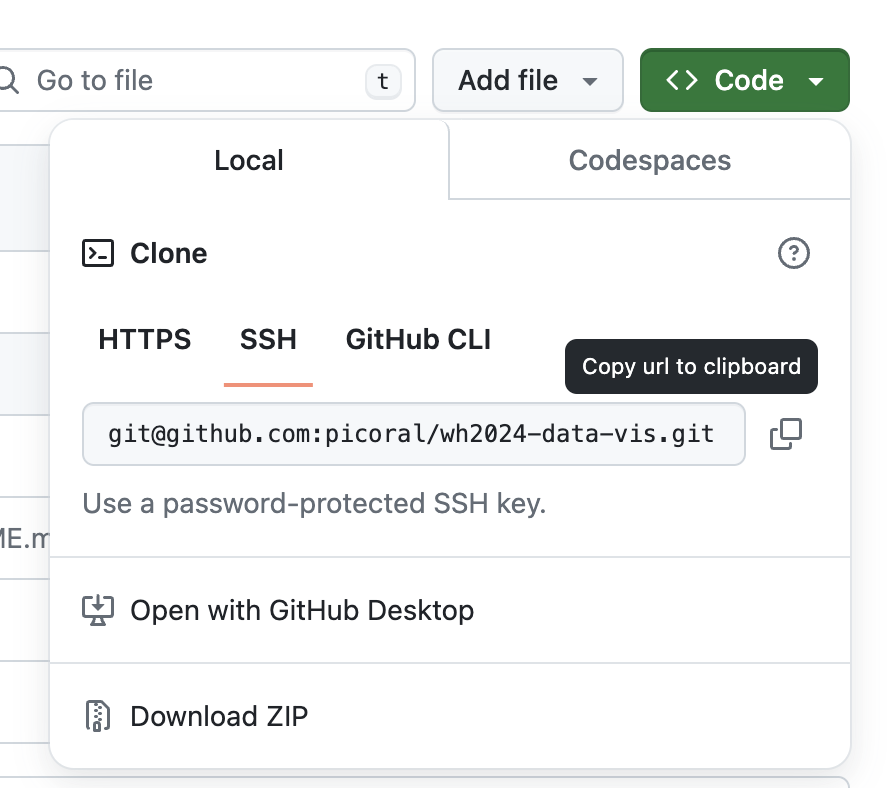 Go to file
t
Add file
Code
Local
Codespaces
Clone
HTTPS
SSH
GitHub CLI
Copy url to clipboard
git@github.com:picoral/wh2024-data-vis.git
Use a password-protected SSH key.
ME.m
Open with GitHub Desktop
Download ZIP